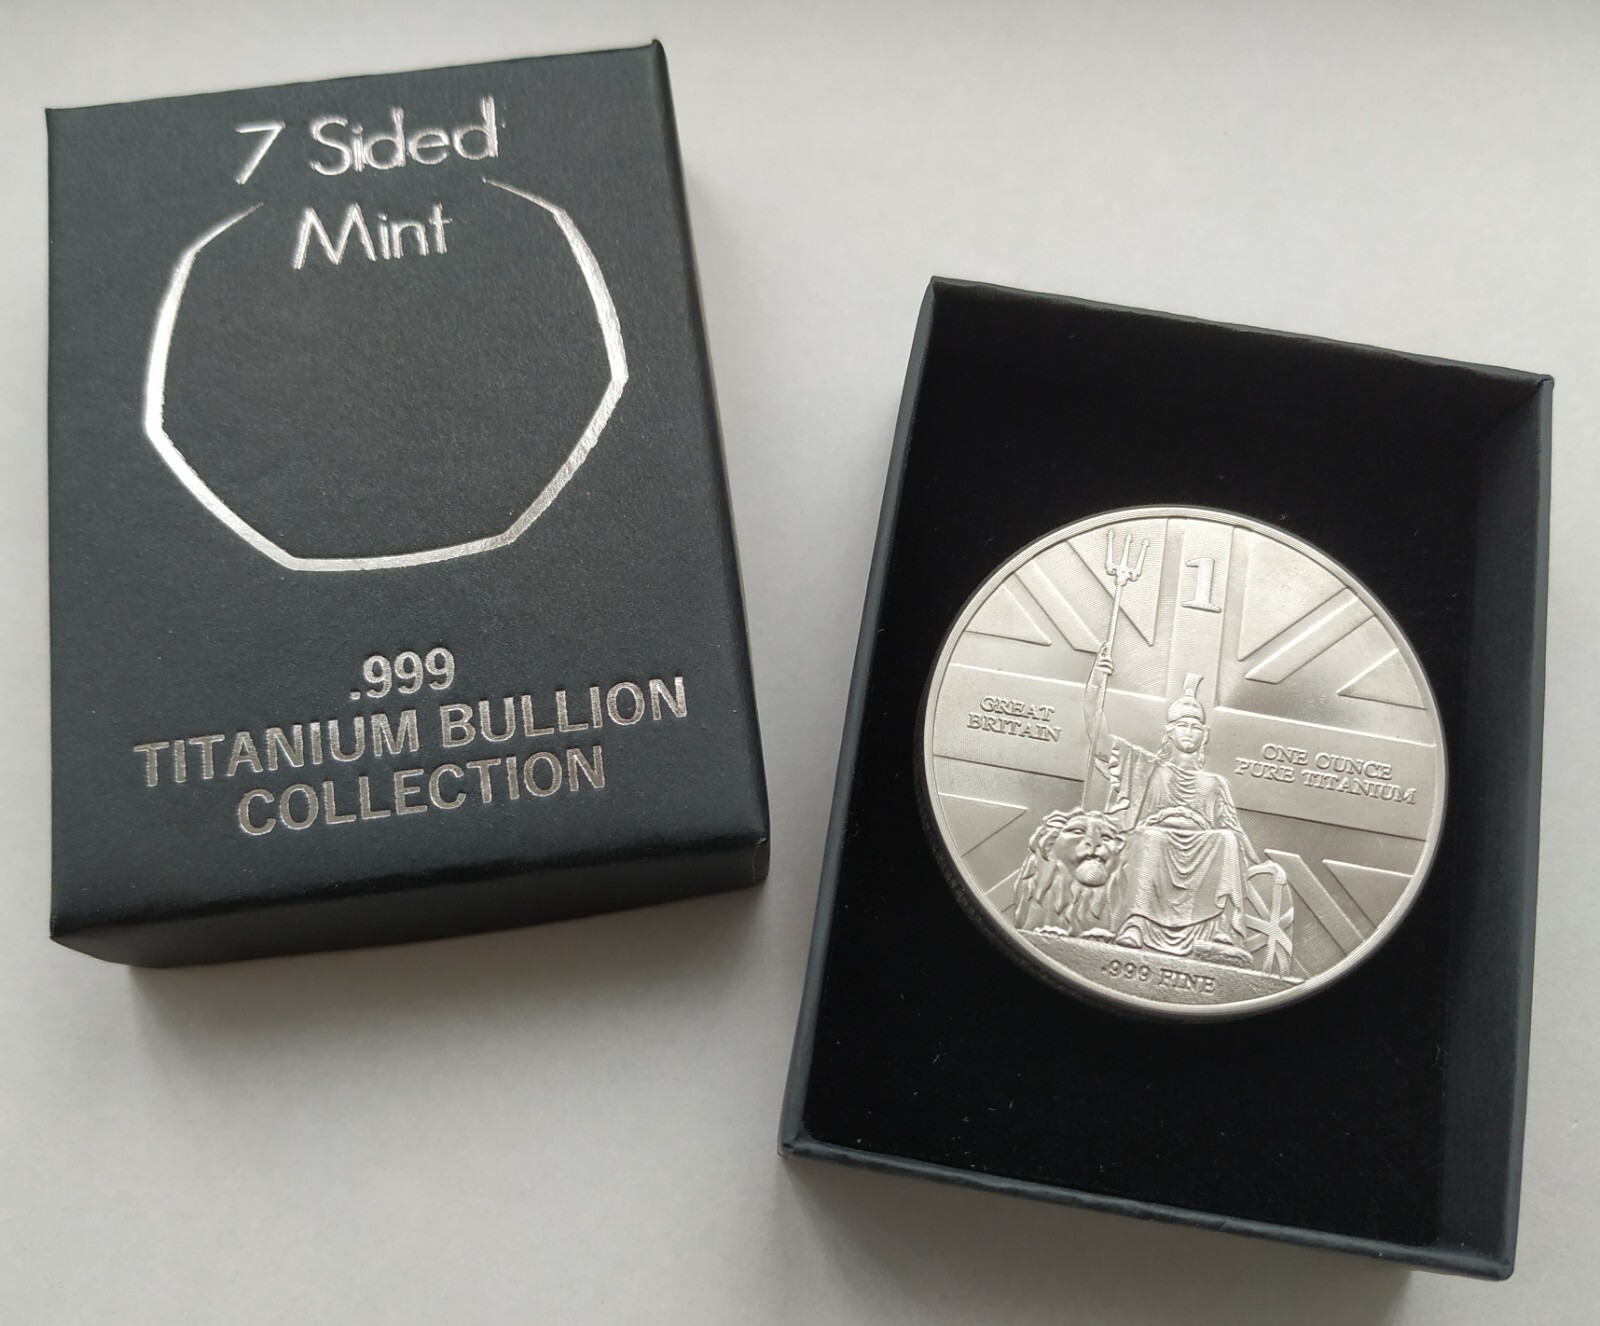 7 Sided
Mint
.999
TITANIUM BULLION
COLLECTION
1
GREAT
BRITAIN
ONE OUNCE
PURE TITANIUM
.999 FINE